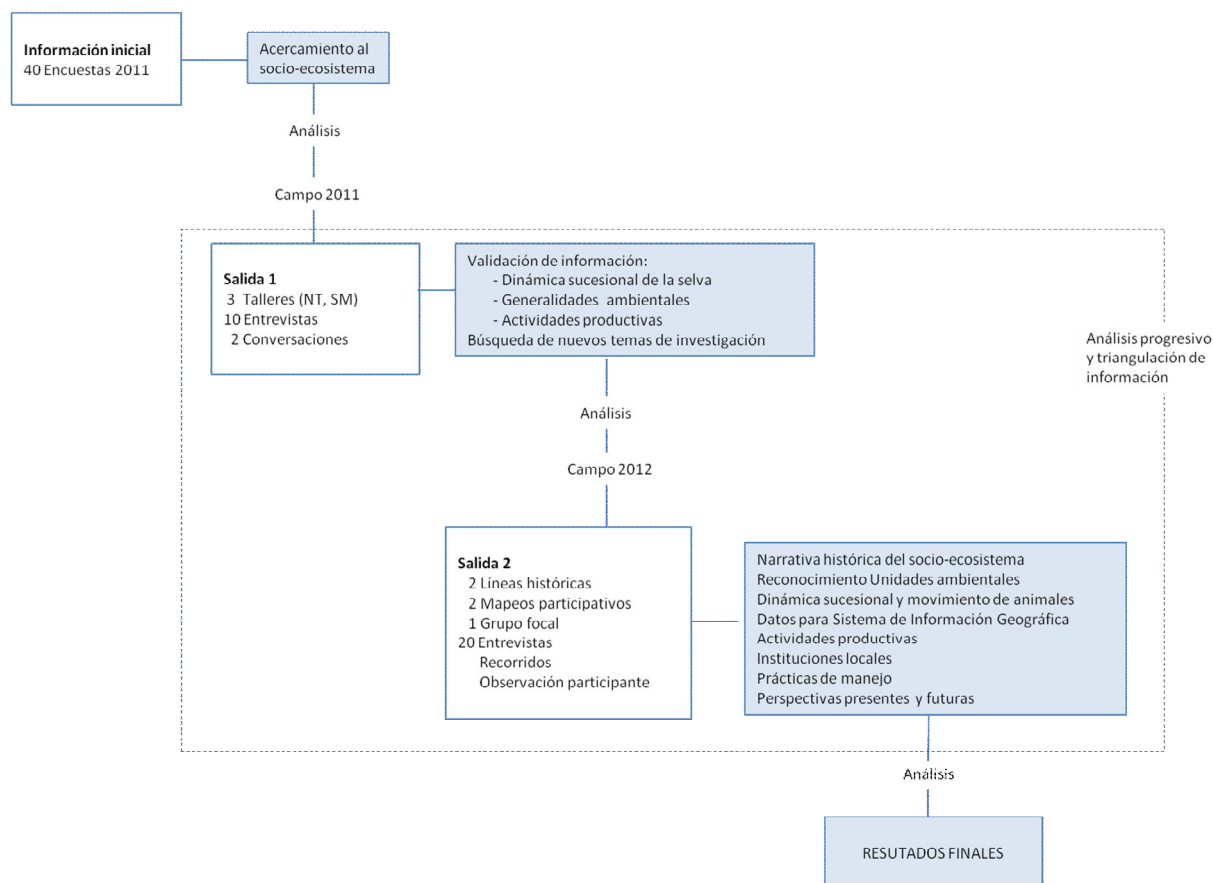 Información inicial
40 Encuestas 2011
Acercamiento al
socio-ecosistema
Análisis
Campo 2011
Salida 1
3 Talleres (NT, SM)
10 Entrevistas
2 Conversaciones
Validación de información:
- Dinámica sucesional de la selva
- Generalidades ambientales
- Actividades productivas
Búsqueda de nuevos temas de investigación
Análisis progresivo
y triangulación de
información
Análisis
Campo 2012
Salida 2
2 Líneas históricas
2 Mapeos participativos
1 Grupo focal
20 Entrevistas
Recorridos
Observación participante
Narrativa histórica del socio-ecosistema
Reconocimiento Unidades ambientales
Dinámica sucesional y movimiento de animales
Datos para Sistema de Información Geográfica
Actividades productivas
Instituciones locales
Prácticas de manejo
Perspectivas presentes y futuras
Análisis
RESUTADOS FINALES